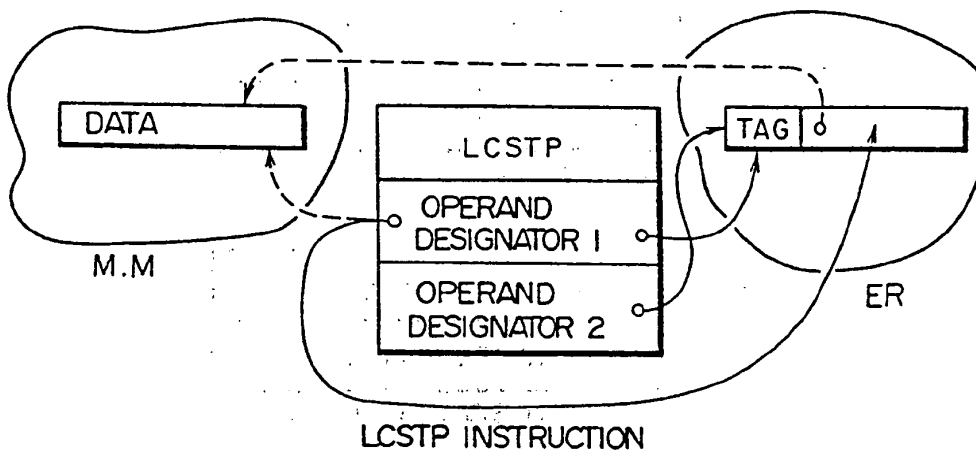 DATA
M.M
LCSTP
OPERAND
DESIGNATOR 1
OPERAND
DESIGNATOR 2
TAG
ER
LCSTP INSTRUCTION